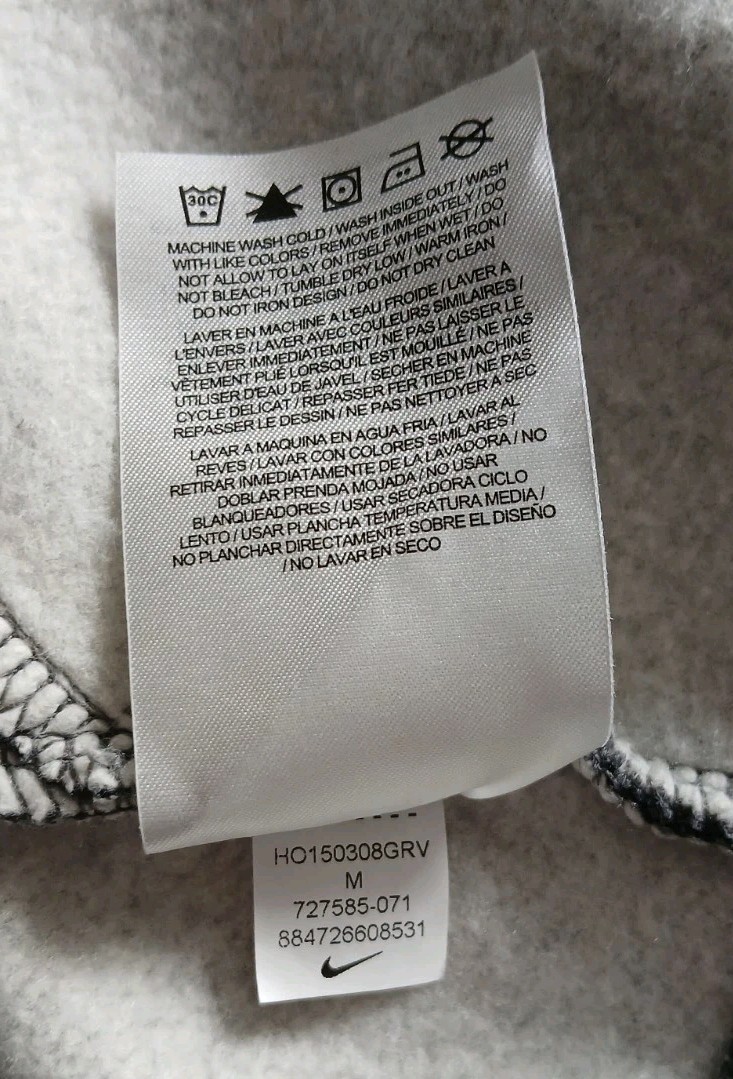 30C
MACHINE WASH COLD / WASH INSIDE OUT / WASH
WITH LIKE COLORS / REMOVE IMMEDIATELY / DO
NOT ALLOW TO LAY ON ITSELF WHEN WET / DO
NOT BLEACH / TUMBLE DRY LOW / WARM IRON /
DO NOT IRON DESIGN / DO NOT DRY CLEAN
LAVER EN MACHINE A L'EAU FROIDE / LAVER A
L'ENVERS / LAVER AVEC COULEURS SIMILAIRES /
ENLEVER IMMEDIATEMENT / NE PAS LAISSER LE
VÊTEMENT PLIÉ LORSQU'IL EST MOUILLÉ / NE PAS
UTILISER D'EAU DE JAVEL / SECHER EN MACHINE
CYCLE DELICAT / REPASSER FER TIEDE / NE PAS
REPASSER LE DESSIN / NE PAS NETTOYER A SEC
LAVAR A MAQUINA EN AGUA FRIA / LAVAR AL
REVES / LAVAR CON COLORES SIMILARES /
RETIRAR INMEDIATAMENTE DE LA LAVADORA / NO
DOBLAR PRENDA MOJADA / NO USAR
BLANQUEADORES / USAR SECADORA CICLO
LENTO / USAR PLANCHA TEMPERATURA MEDIA /
NO PLANCHAR DIRECTAMENTE SOBRE EL DISEÑO
/ NO LAVAR EN SECO
HO150308GRV
M
727585-071
884726608531